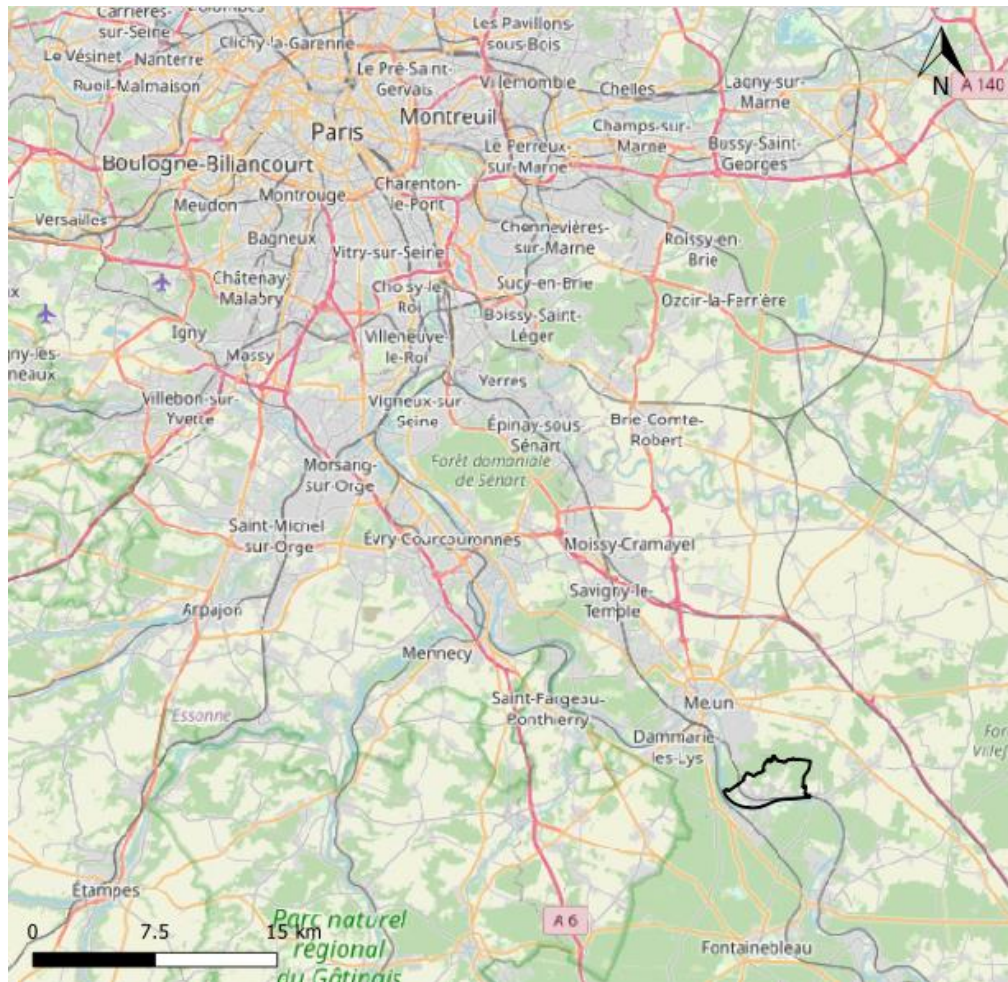 Carrières-
sur-Seine
Colombes
Les Pavillons-
sous-Bois
Clichy-la-Garenne
Le Vésinet
Nanterre
Le Pré-Saint-
Gervais
Villemomble
Chelles
Lagny-sur-
Marne
N
A 140
Rueil-Malmaison
Paris
Montreuil
Champs-sur-
Marne
Bussy-Saint-
Georges
Le Perreux-
sur-Marne
Boulogne-Billancourt
Montrouge
Charenton-
le-Pont
Meudon
Versailles
Bagneux
Vitry-sur-Seine
Chennevières-
sur-Marne
Roissy-en-
Brie
Châtenay-
Malabry
Choisy-le-
Roi
Sucy-en-Brie
Ozoir-la-Ferrière
Boissy-Saint-
Léger
Igny
Villeneuve
le-Roi
Massy
gny-les-
neaux
Yerres
Villebon-sur-
Yvette
Vigneux-sur-
Seine
Épinay-sous
Sénart
Brie-Comte-
Robert
Forêt domaniale
de Sénart
Morsang-
sur-Orge
Saint-Michel
sur-Orge
Évry-Courcouronnes
Moissy-Cramayel
Savigny-le-
Temple
Arpajon
Mennecy
Saint-Fargeau-
Ponthierry
Melun
Essonne
Dammarie-
les-Lys
For
Villef
Étampes
Parc naturel
régional
du Gâtinais
A 6
Fontainebleau
0 7.5 15 km